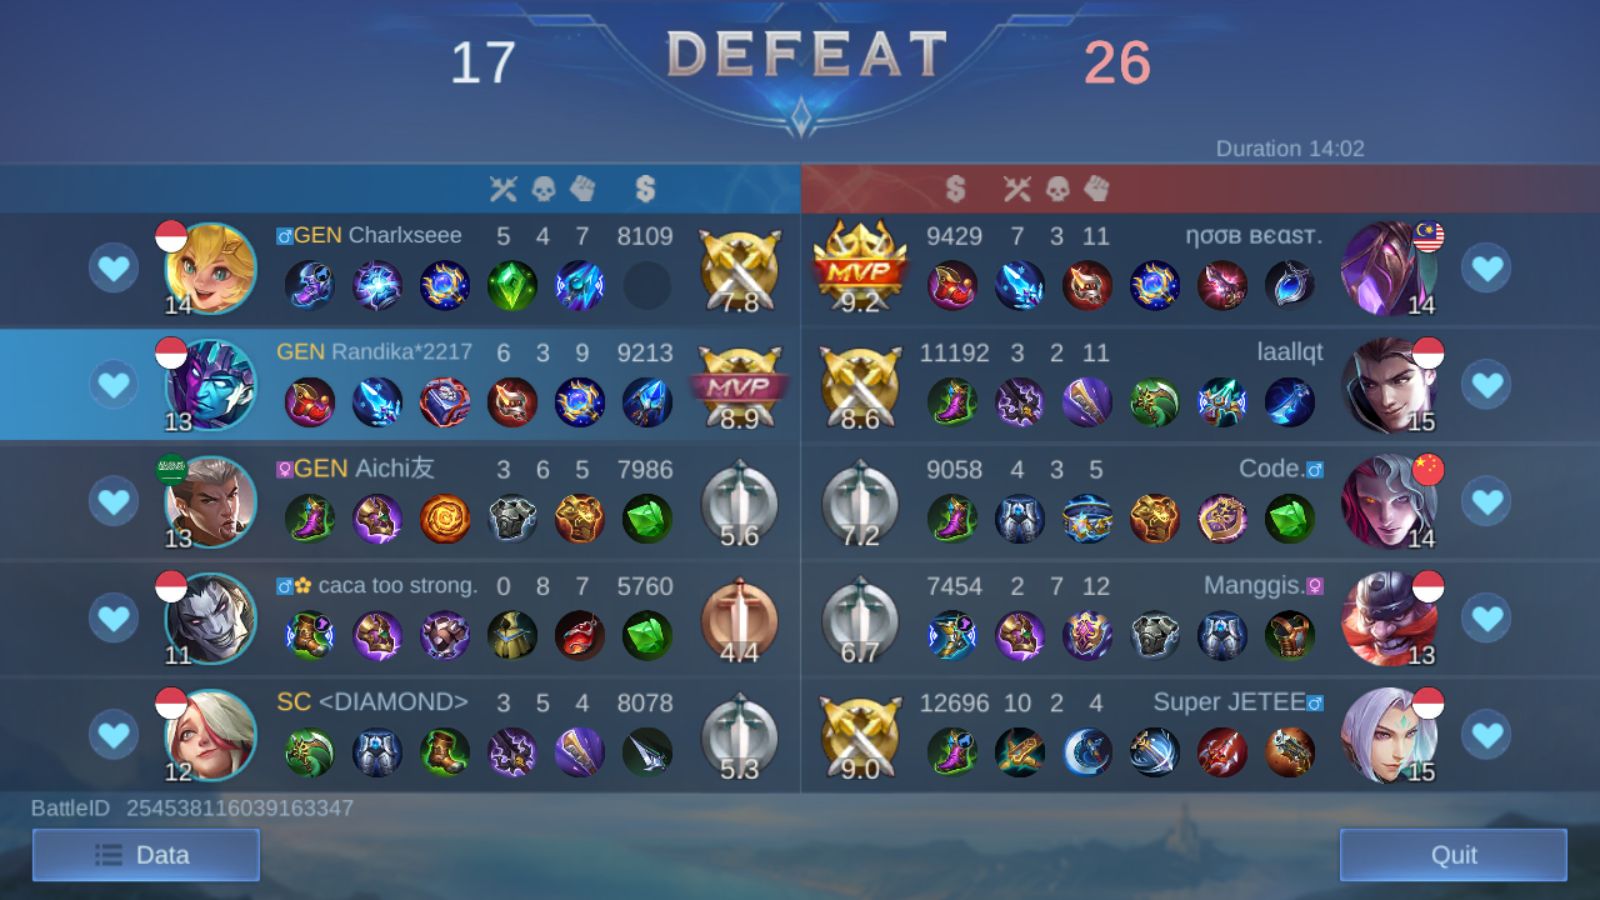 17 DEFEAT 26
Duration 14:02
GEN Charlxseee 5 4 7 8109
14 7.8
MVP 9429 7 3 11 ησσв вєαѕт.
9.2 14
GEN Randika*2217 6 3 9 9213
13 MVP 8.9
11192 3 2 11 laallqt
8.6 15
GEN Aichi友 3 6 5 7986
13 5.6
9058 4 3 5 Code.
7.2 14
caca too strong. 0 8 7 5760
11 4.4
7454 2 7 12 Manggis.
6.7 13
SC <DIAMOND> 3 5 4 8078
12 5.3
12696 10 2 4 Super JETEE
9.0 15
BattleID 254538116039163347
Data
Quit